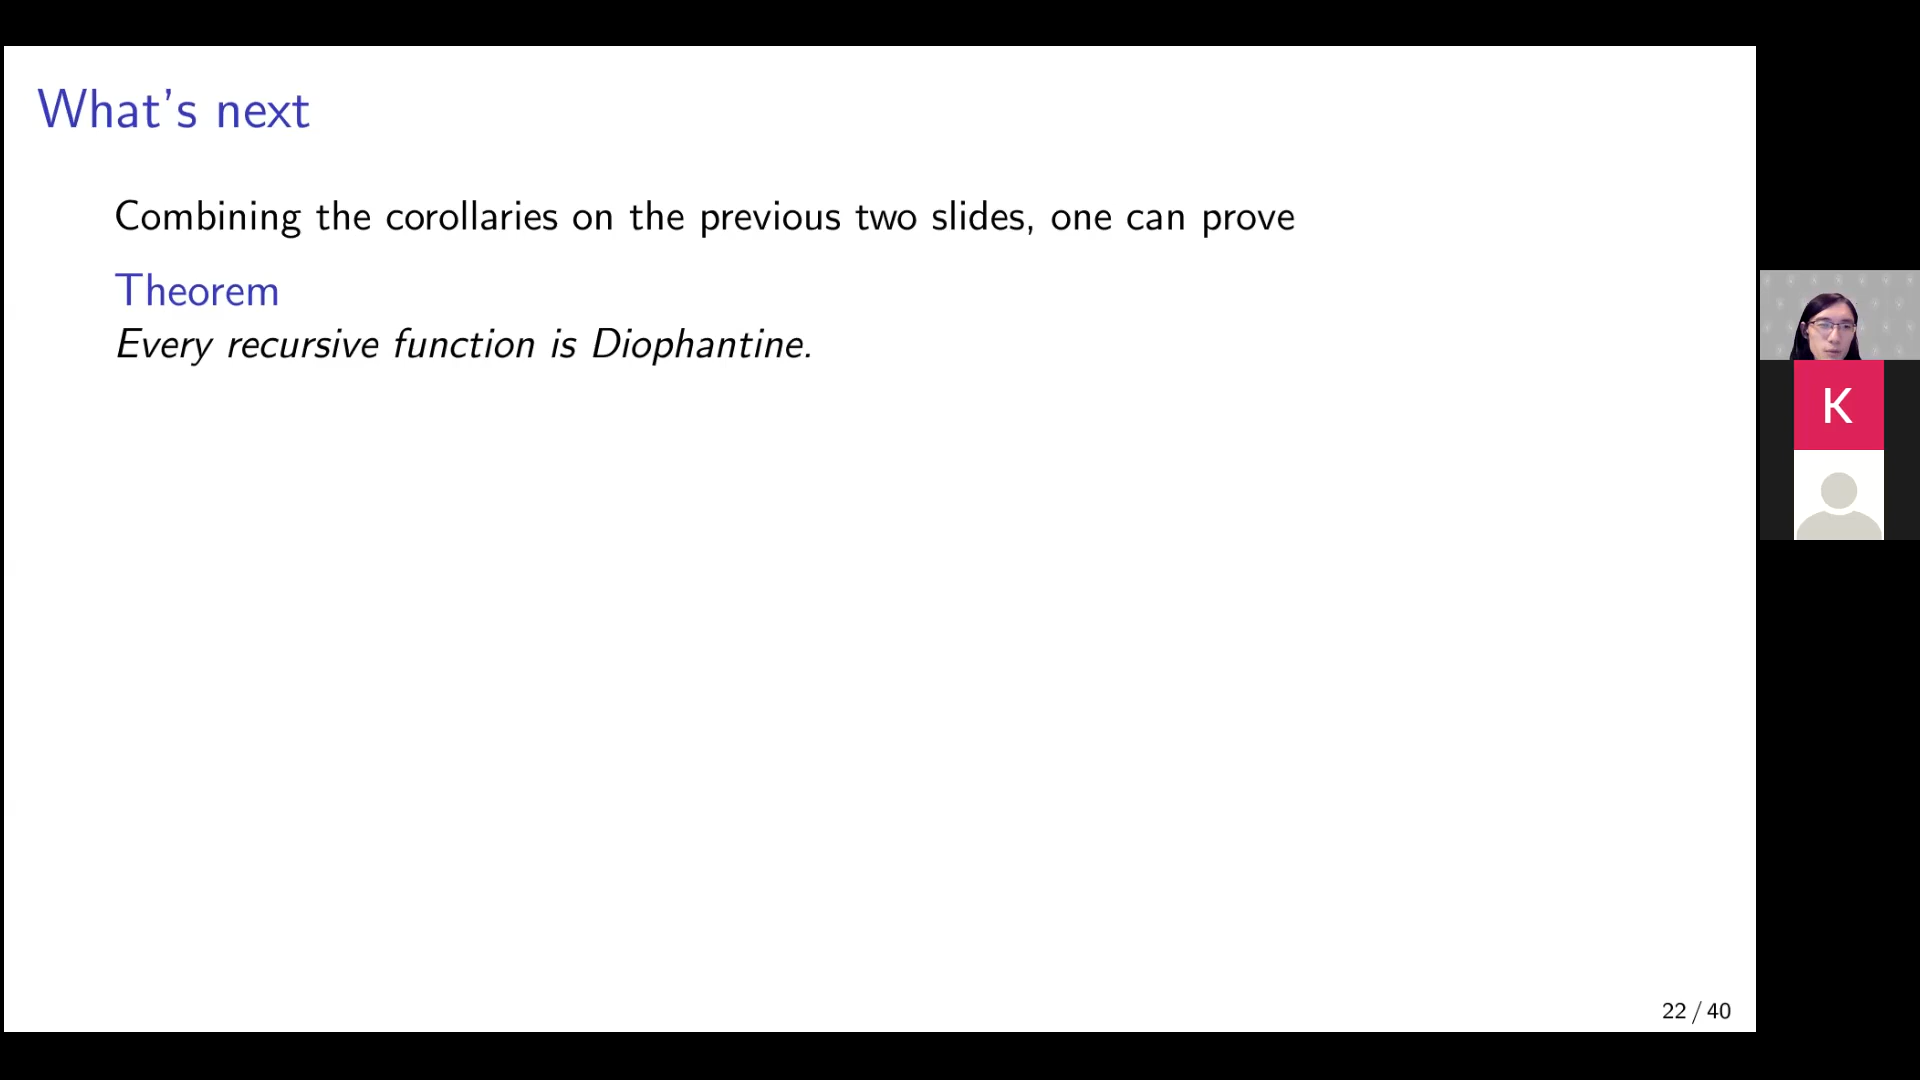 What's next
Combining the corollaries on the previous two slides, one can prove
Theorem
Every recursive function is Diophantine.
K
22 / 40